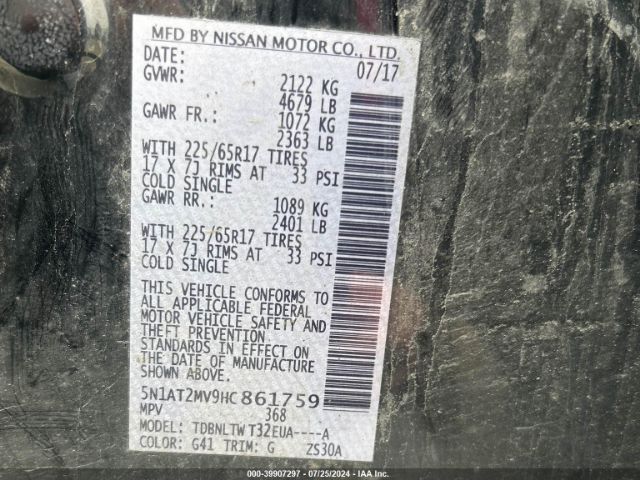 MFD BY NISSAN MOTOR CO., LTD.
DATE: 07/17
GVWR: 2122 KG
4679 LB
GAWR FR.: 1072 KG
2363 LB
WITH 225/65R17 TIRES
17 X 7J RIMS AT 33 PSI
COLD SINGLE
GAWR RR.: 1089 KG
2401 LB
WITH 225/65R17 TIRES
17 X 7J RIMS AT 33 PSI
COLD SINGLE
THIS VEHICLE CONFORMS TO
ALL APPLICABLE FEDERAL
MOTOR VEHICLE SAFETY AND
THEFT PREVENTION
STANDARDS IN EFFECT ON
THE DATE OF MANUFACTURE
SHOWN ABOVE.
5N1AT2MV9HC861759
MPV 368
MODEL: TDBNLTWT32EUA----A
COLOR: G41 TRIM: G ZS30A
© 000-39907297 - 07/25/2024 - IAA Inc.